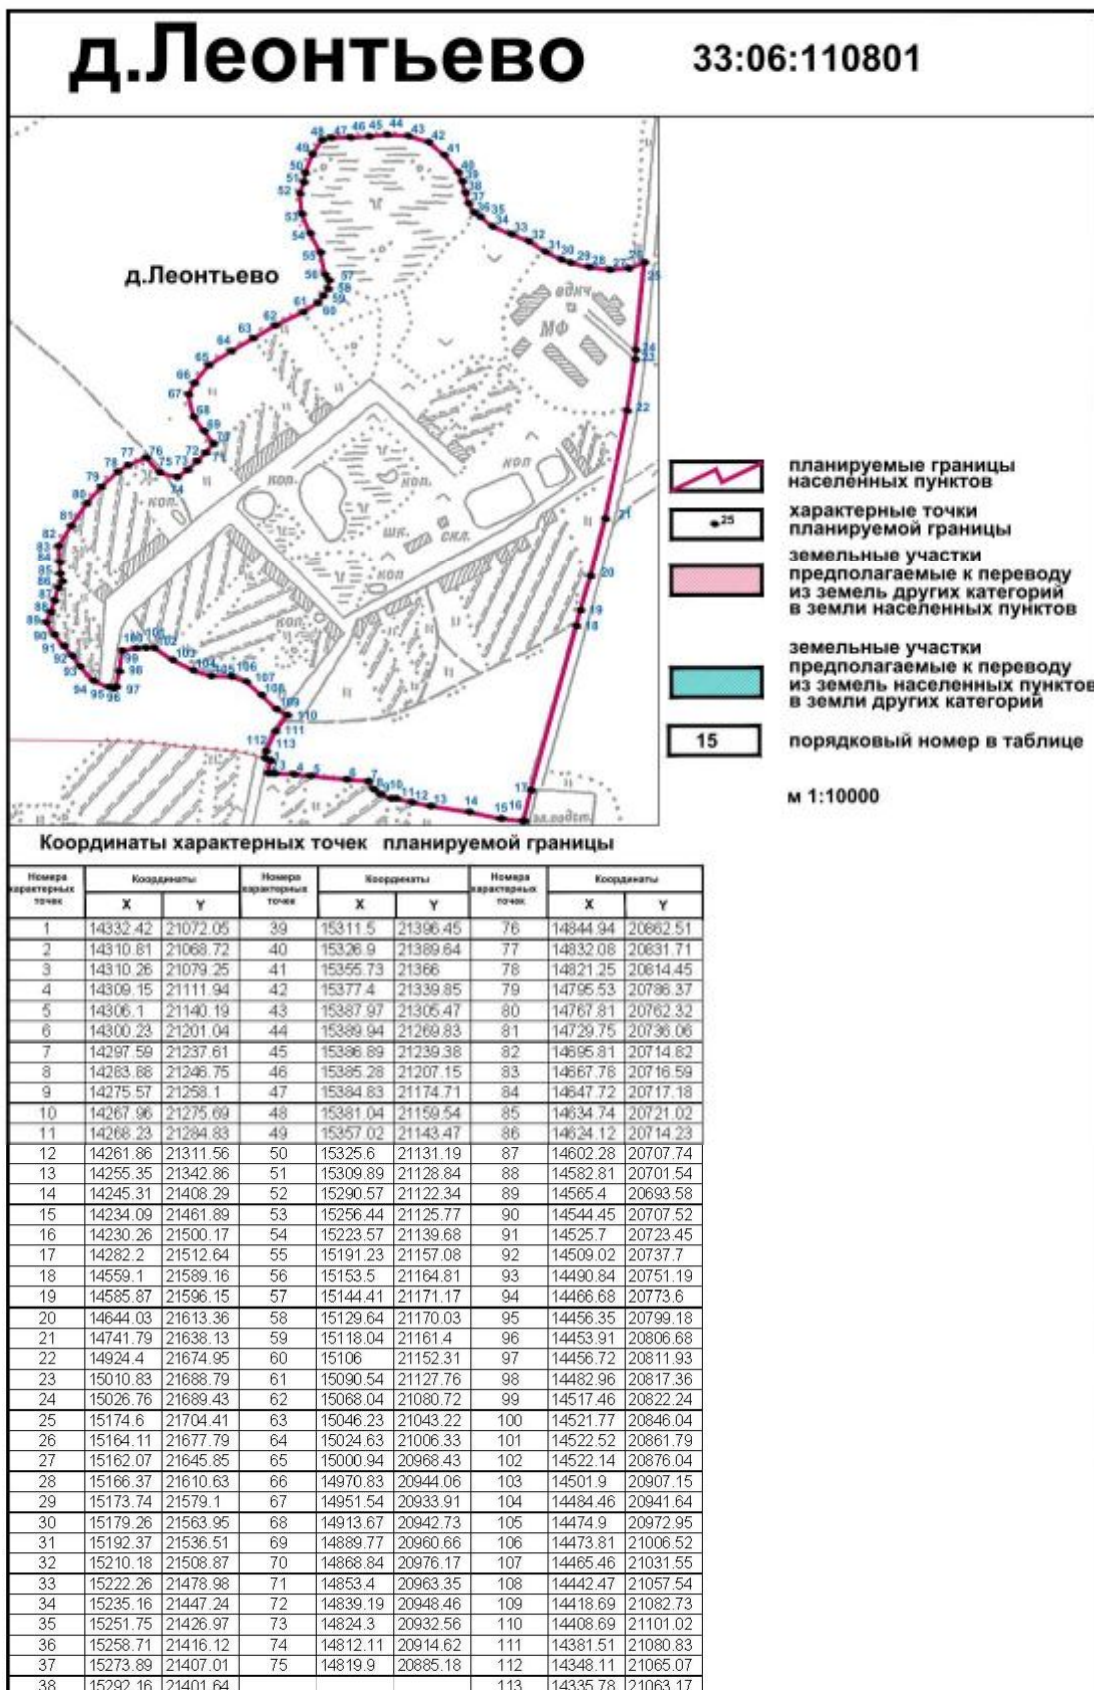 д.Леонтьево 33:06:110801
д.Леонтьево
вдкч
МФ
коп.
коп.
коп
шк.
скл.
коп
коп.
коп.
эл.подст.
планируемые границы
населенных пунктов
25
характерные точки
планируемой границы
земельные участки
предполагаемые к переводу
из земель других категорий
в земли населенных пунктов
земельные участки
предполагаемые к переводу
из земель населенных пунктов
в земли других категорий
15 порядковый номер в таблице
м 1:10000
Координаты характерных точек планируемой границы
Номера характерных точек Координаты Номера характерных точек Координаты Номера характерных точек Координаты
X Y X Y X Y
1 14332.42 21072.05 39 15311.5 21396.45 76 14844.94 20862.51
2 14310.81 21068.72 40 15326.9 21389.64 77 14832.08 20831.71
3 14310.26 21079.25 41 15355.73 21366 78 14821.25 20814.45
4 14309.15 21111.94 42 15377.4 21339.85 79 14795.53 20786.37
5 14306.1 21140.19 43 15387.97 21305.47 80 14767.81 20762.32
6 14300.23 21201.04 44 15389.94 21269.83 81 14729.75 20736.06
7 14297.59 21237.61 45 15386.89 21239.38 82 14695.81 20714.82
8 14283.88 21246.75 46 15385.28 21207.15 83 14667.78 20716.59
9 14275.57 21258.1 47 15384.83 21174.71 84 14647.72 20717.18
10 14267.96 21275.69 48 15381.04 21159.54 85 14634.74 20721.02
11 14268.23 21284.83 49 15357.02 21143.47 86 14624.12 20714.23
12 14261.86 21311.56 50 15325.6 21131.19 87 14602.28 20707.74
13 14255.35 21342.86 51 15309.89 21128.84 88 14582.81 20701.54
14 14245.31 21408.29 52 15290.57 21122.34 89 14565.4 20693.58
15 14234.09 21461.89 53 15256.44 21125.77 90 14544.45 20707.52
16 14230.26 21500.17 54 15223.57 21139.68 91 14525.7 20723.45
17 14282.2 21512.64 55 15191.23 21157.08 92 14509.02 20737.7
18 14559.1 21589.16 56 15153.5 21164.81 93 14490.84 20751.19
19 14585.87 21596.15 57 15144.41 21171.17 94 14466.68 20773.6
20 14644.03 21613.36 58 15129.64 21170.03 95 14456.35 20799.18
21 14741.79 21638.13 59 15118.04 21161.4 96 14453.91 20806.68
22 14924.4 21674.95 60 15106 21152.31 97 14456.72 20811.93
23 15010.83 21688.79 61 15090.54 21127.76 98 14482.96 20817.36
24 15026.76 21689.43 62 15068.04 21080.72 99 14517.46 20822.24
25 15174.6 21704.41 63 15046.23 21043.22 100 14521.77 20846.04
26 15164.11 21677.79 64 15024.63 21006.33 101 14522.52 20861.79
27 15162.07 21645.85 65 15000.94 20968.43 102 14522.14 20876.04
28 15166.37 21610.63 66 14970.83 20944.06 103 14501.9 20907.15
29 15173.74 21579.1 67 14951.54 20933.91 104 14484.46 20941.64
30 15179.26 21563.95 68 14913.67 20942.73 105 14474.9 20972.95
31 15192.37 21536.51 69 14889.77 20960.66 106 14473.81 21006.52
32 15210.18 21508.87 70 14868.84 20976.17 107 14465.46 21031.55
33 15222.26 21478.98 71 14853.4 20963.35 108 14442.47 21057.54
34 15235.16 21447.24 72 14839.19 20948.46 109 14418.69 21082.73
35 15251.75 21426.97 73 14824.3 20932.56 110 14408.69 21101.02
36 15258.71 21416.12 74 14812.11 20914.62 111 14381.51 21080.83
37 15273.89 21407.01 75 14819.9 20885.18 112 14348.11 21065.07
38 15292.16 21401.64 113 14335.78 21063.17